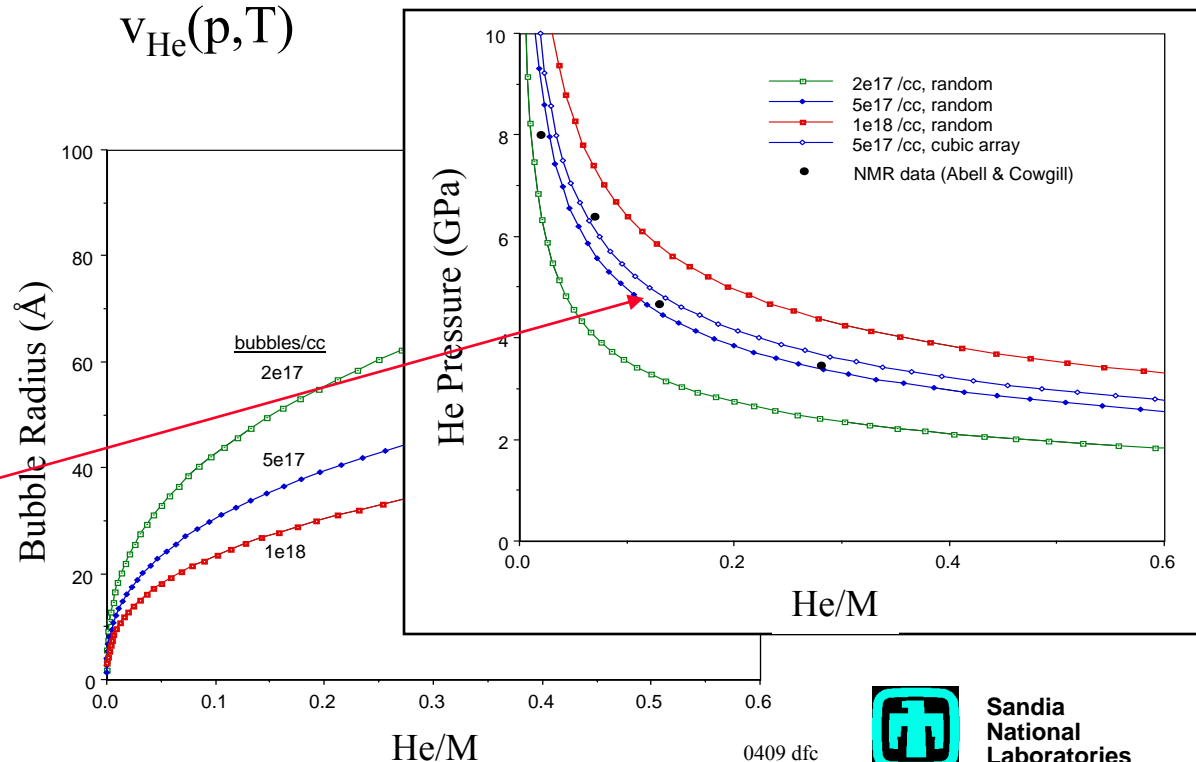 vHe(p,T)
100
80
60
40
20
0
Bubble Radius (Å)
bubbles/cc
2e17
5e17
1e18
0.0 0.1 0.2 0.3 0.4 0.5 0.6
He/M
10
8
6
4
2
0
He Pressure (GPa)
2e17 /cc, random
5e17 /cc, random
1e18 /cc, random
5e17 /cc, cubic array
NMR data (Abell & Cowgill)
0.0 0.2 0.4 0.6
He/M
0409 dfc
Sandia
National
Laboratories